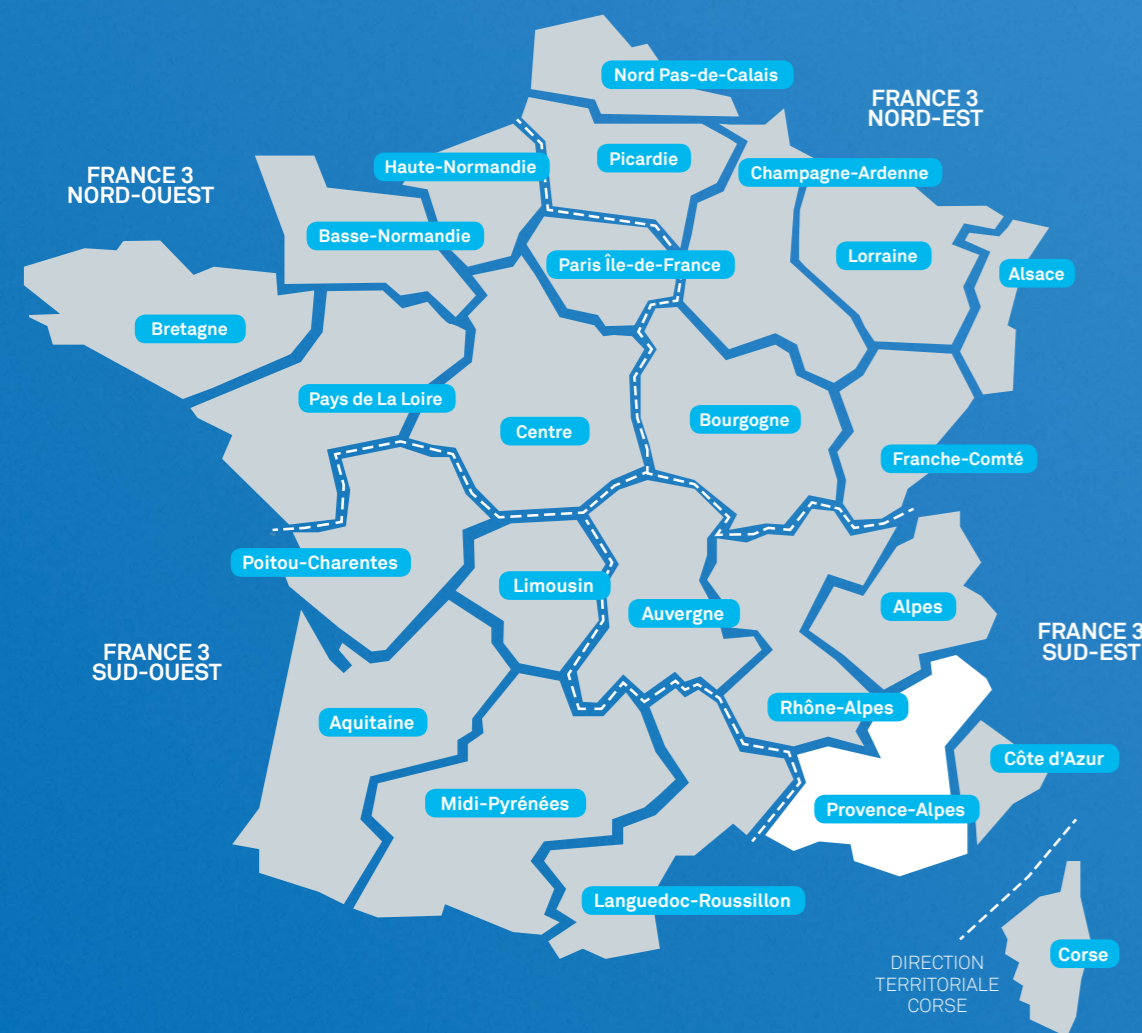 Nord Pas-de-Calais
FRANCE 3
NORD-EST
Haute-Normandie
Picardie
Champagne-Ardenne
FRANCE 3
NORD-OUEST
Basse-Normandie
Paris Île-de-France
Lorraine
Alsace
Bretagne
Pays de La Loire
Centre
Bourgogne
Franche-Comté
Poitou-Charentes
Limousin
Auvergne
Alpes
FRANCE 3
SUD-EST
FRANCE 3
SUD-OUEST
Aquitaine
Rhône-Alpes
Côte d'Azur
Midi-Pyrénées
Provence-Alpes
Languedoc-Roussillon
Corse
DIRECTION
TERRITORIALE
CORSE